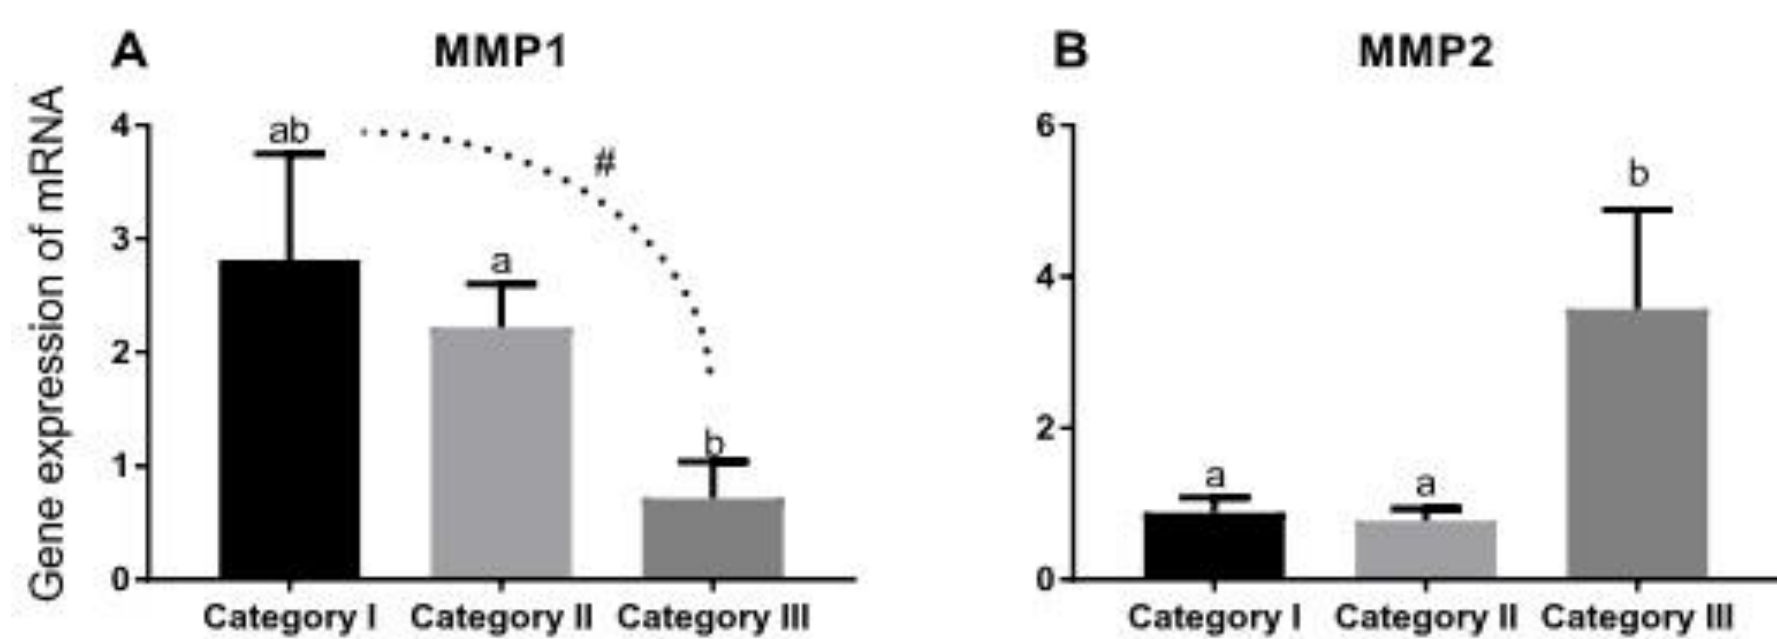 A MMP1
Gene expression of mRNA
4
3
2
1
0
ab
#
a
b
Category I Category II Category III
B MMP2
6
4
2
0
a
a
b
Category I Category II Category III